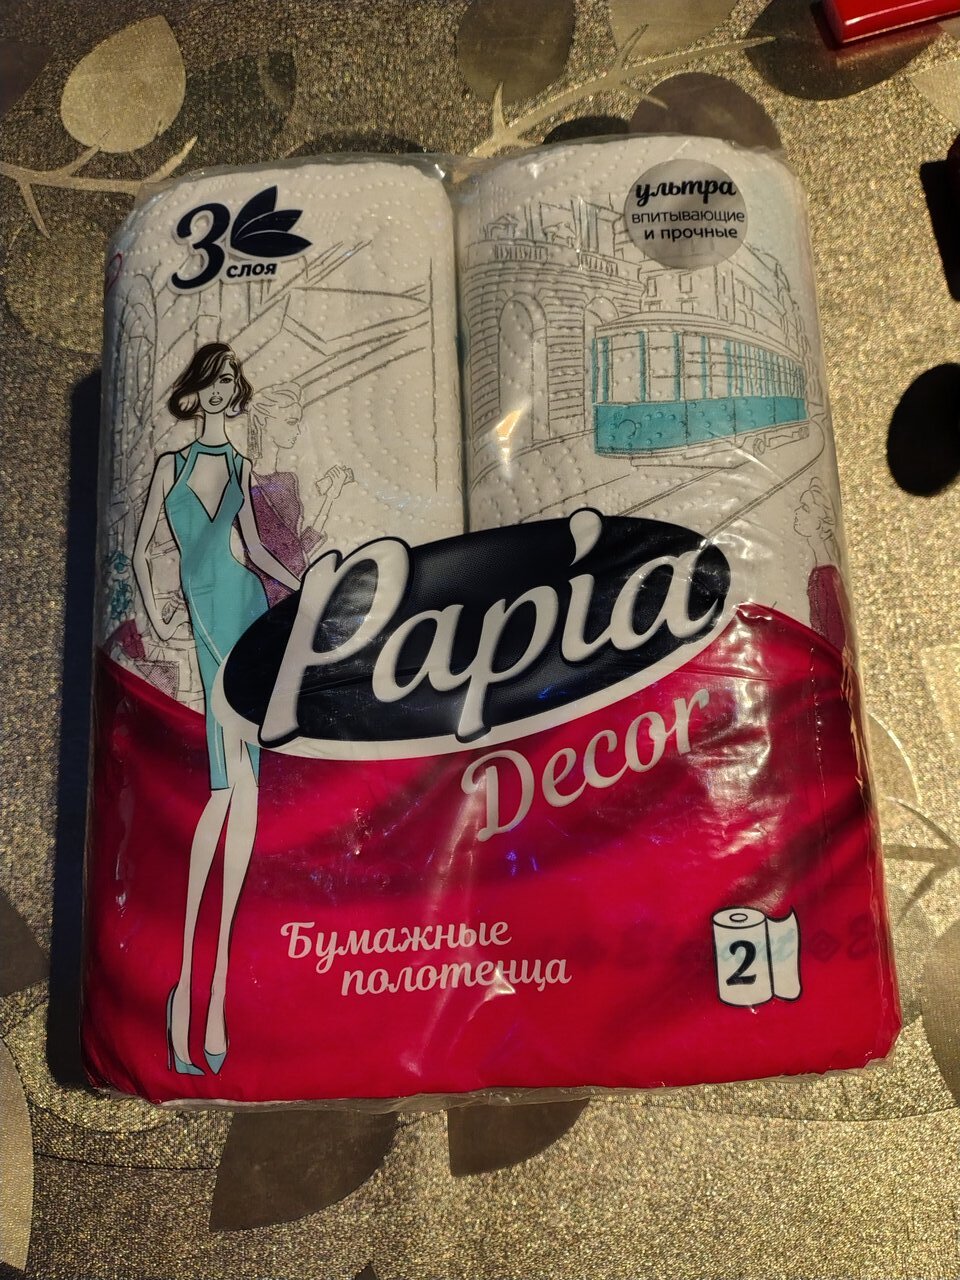 3
слоя
ультра
впитывающие
и прочные
Papia
Decor
Бумажные
полотенца
2